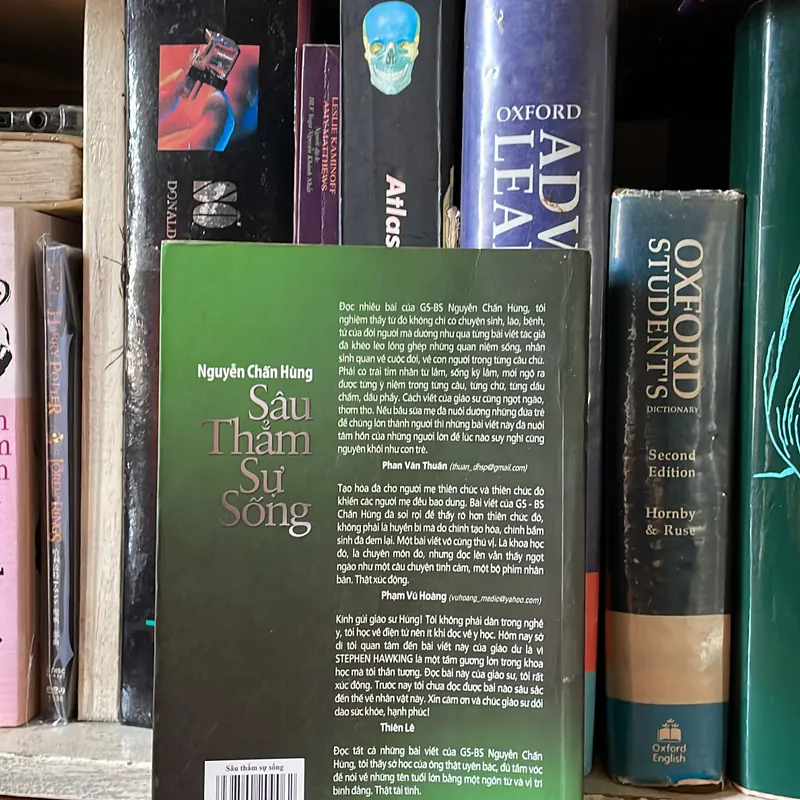 DONALD
LESLIE KAMINOFF
AMY MATTHEWS
Người dịch:
HLV Yoga Nguyễn Khánh Nhật
Atlas
OXFORD
ADV
LEA
OXFORD
STUDENT'S
DICTIONARY
Second
Edition
Hornby
& Ruse
Oxford
English
HARRY POTTER
LORD OF THE RINGS
Nguyễn Chấn Hùng
Sâu
Thẳm
Sự
Sống
Đọc nhiều bài của GS-BS Nguyễn Chấn Hùng, tôi
nghiệm thấy từ đó không chỉ có chuyện sinh, lão, bệnh,
tử của đời người mà dường như qua từng bài viết tác giả
đã khéo léo lồng ghép những quan niệm sống, nhân
sinh quan về cuộc đời, về con người trong từng câu chữ.
Phải có trái tim nhân từ lắm, sống kỹ lắm, mới ngộ ra
được từng ý niệm trong từng câu, từng chữ, từng dấu
chấm, dấu phẩy. Cách viết của giáo sư cũng ngọt ngào,
thơm tho. Nếu bầu sữa mẹ đã nuôi dưỡng những đứa trẻ
để chúng lớn thành người thì những bài viết này đã nuôi
tâm hồn của những người lớn để lúc nào suy nghĩ cũng
nguyên khôi như con trẻ.
Phan Văn Thuấn (thuan_dhsp@gmail.com)
Tạo hóa đã cho người mẹ thiên chức và thiên chức đó
khiến các người mẹ đều bao dung. Bài viết của GS - BS
Chấn Hùng đã soi rọi để thấy rõ hơn thiên chức đó,
không phải là huyền bí mà do chính tạo hóa, chính bẩm
sinh đã đem lại. Một bài viết vô cùng thú vị. Là khoa học
đó, là chuyên môn đó, nhưng đọc lên vẫn thấy ngọt
ngào như một câu chuyện tình cảm, một bộ phim nhân
bản. Thật xúc động.
Phạm Vũ Hoàng (vuhoang_medic@yahoo.com)
Kính gửi giáo sư Hùng! Tôi không phải dân trong nghề
y, tôi học về điện tử nên ít khi đọc về y học. Hôm nay sở
dĩ tôi quan tâm đến bài viết này của giáo dư là vì
STEPHEN HAWKING là một tấm gương lớn trong khoa
học mà tôi thần tượng. Đọc bài này của giáo sư, tôi rất
xúc động. Trước nay tôi chưa đọc được bài nào sâu sắc
đến thế về nhân vật này. Xin cảm ơn và chúc giáo sư dồi
dào sức khỏe, hạnh phúc!
Thiên Lê
Đọc tất cả những bài viết của GS-BS Nguyễn Chấn
Hùng, tôi thấy sở học của ông thật uyên bác, đủ tầm vóc
để nói về những tên tuổi lớn bằng một ngôn từ và vị trí
bình đẳng. Thật tài tình.
Sâu thẳm sự sống